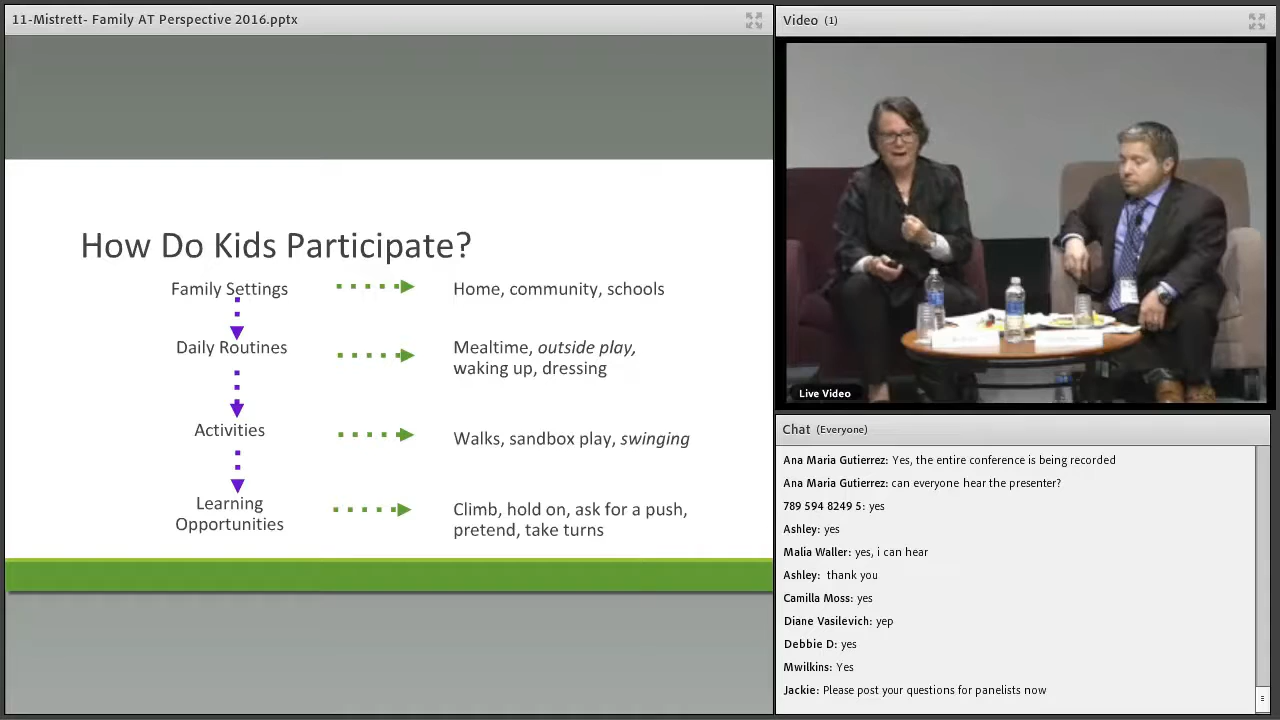 11-Mistrett- Family AT Perspective 2016.pptx
How Do Kids Participate?
Family Settings
Home, community, schools
Daily Routines
Mealtime, outside play,
waking up, dressing
Activities
Walks, sandbox play, swinging
Learning
Opportunities
Climb, hold on, ask for a push,
pretend, take turns
Video (1)
Live Video
Chat (Everyone)
Ana Maria Gutierrez: Yes, the entire conference is being recorded
Ana Maria Gutierrez: can everyone hear the presenter?
789 594 8249 5: yes
Ashley: yes
Malia Waller: yes, i can hear
Ashley: thank you
Camilla Moss: yes
Diane Vasilevich: yep
Debbie D: yes
Mwilkins: Yes
Jackie: Please post your questions for panelists now